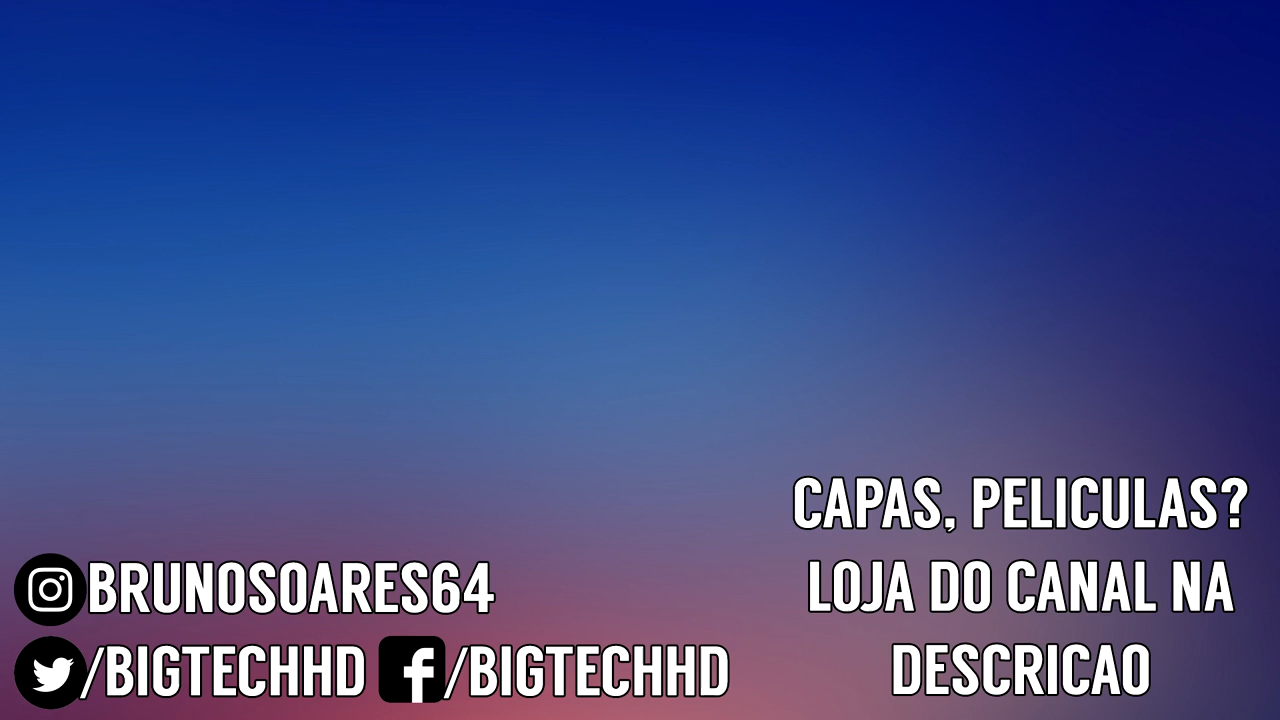 CAPAS, PELICULAS?
LOJA DO CANAL NA
DESCRICAO
BRUNOSOARES64
/BIGTECHHD /BIGTECHHD